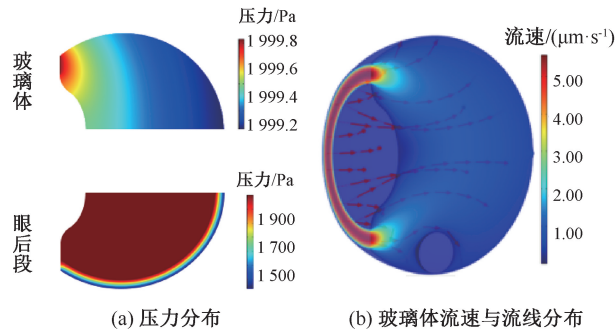 压力/Pa
玻璃体
1 999.8
1 999.6
1 999.4
1 999.2
压力/Pa
眼后段
1 900
1 700
1 500
(a) 压力分布
流速/(μm·s⁻¹)
5.00
4.00
3.00
2.00
1.00
(b) 玻璃体流速与流线分布